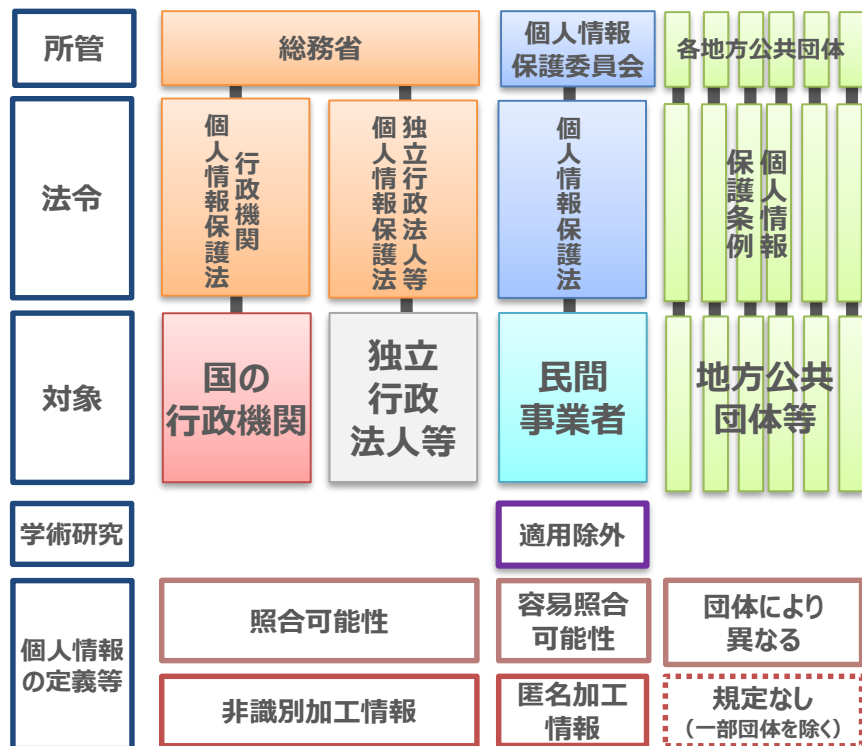 所管
総務省
個人情報
保護委員会
各地方公共団体
法令
行政機関
個人情報保護法
独立行政法人等
個人情報保護法
個人情報保護法
個人情報
保護条例
対象
国の
行政機関
独立
行政
法人等
民間
事業者
地方公共
団体等
学術研究
適用除外
個人情報
の定義等
照合可能性
容易照合
可能性
団体により
異なる
非識別加工情報
匿名加工
情報
規定なし
(一部団体を除く)